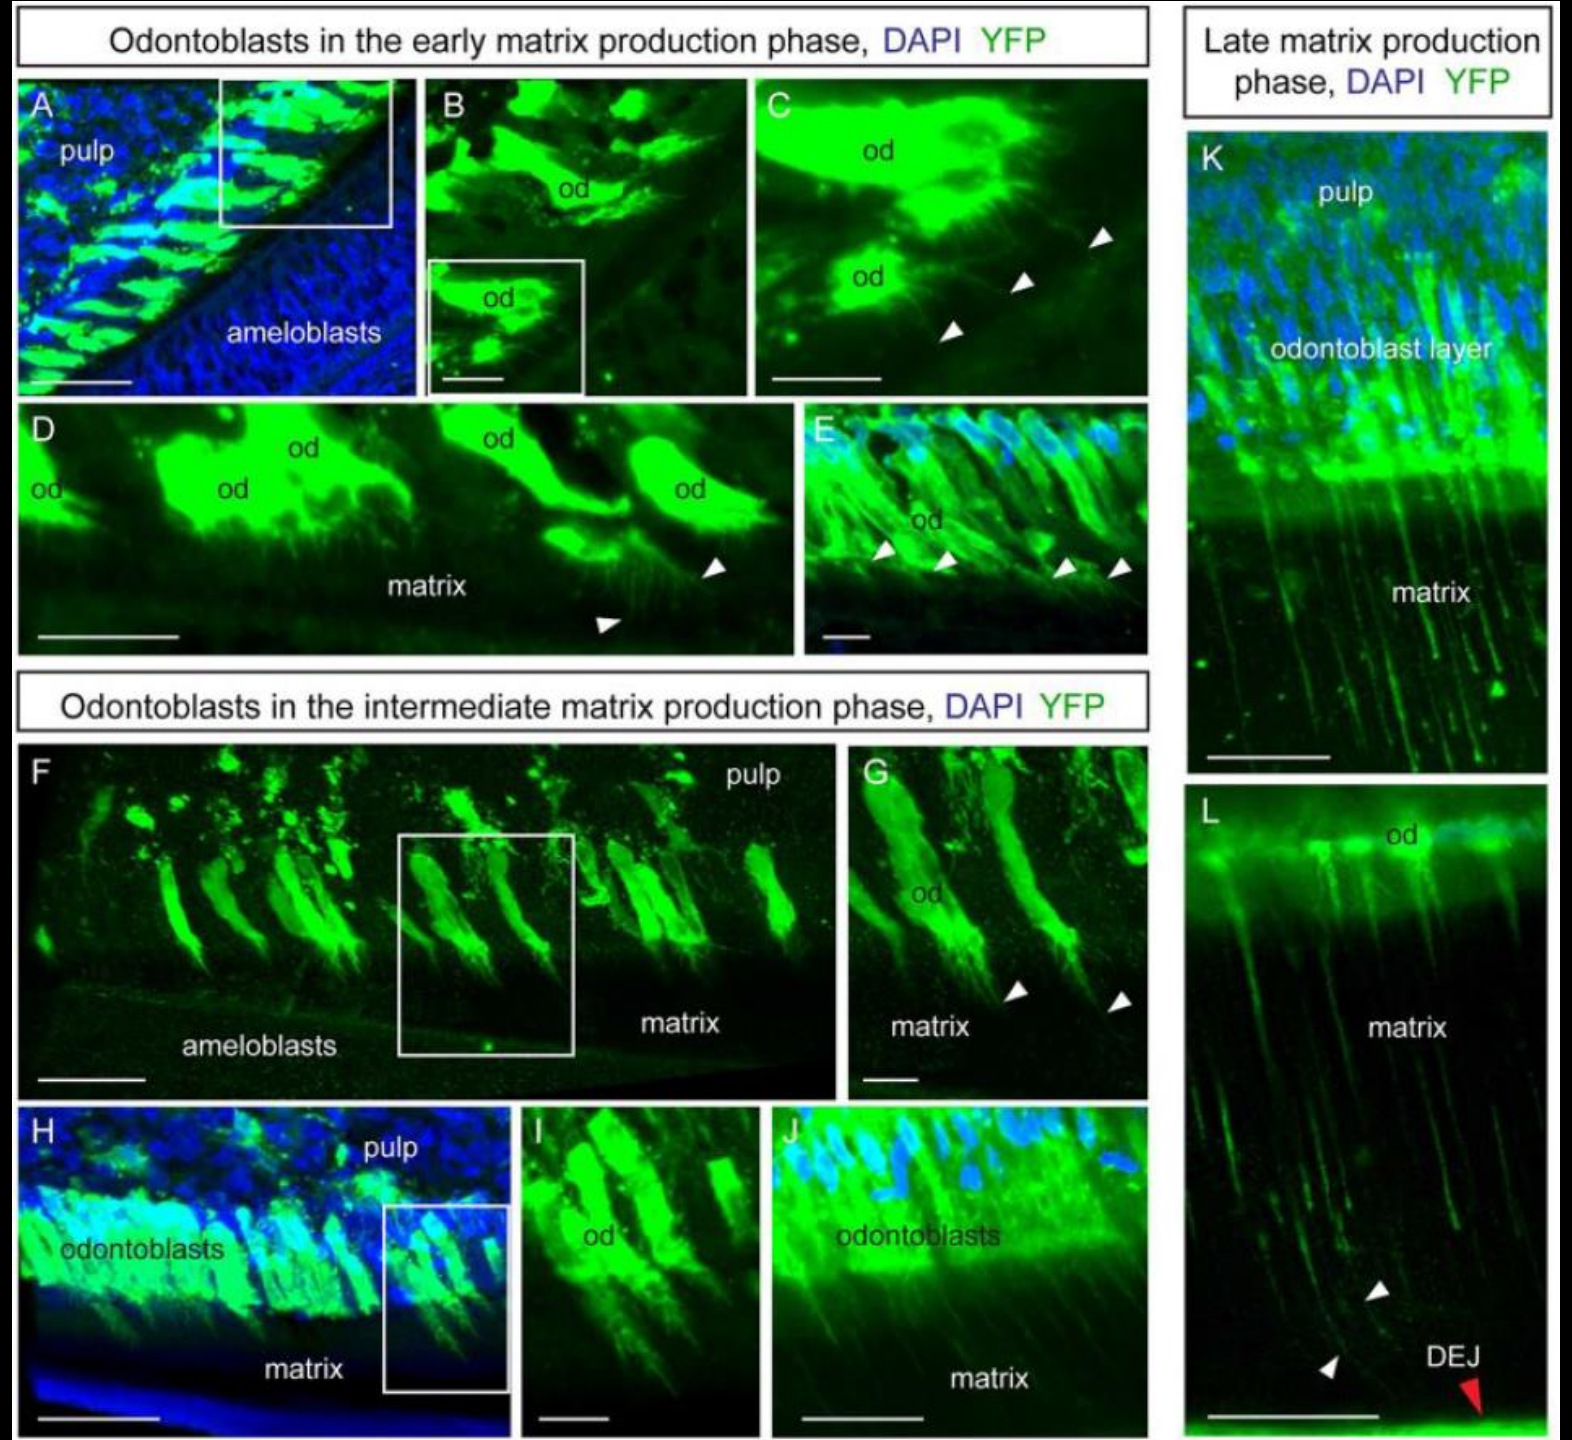 Odontoblasts in the early matrix production phase, DAPI YFP
A
pulp
ameloblasts
B
od
od
C
od
od
D
od
od
od
od
od
matrix
E
od
Odontoblasts in the intermediate matrix production phase, DAPI YFP
F
pulp
ameloblasts
matrix
G
od
matrix
H
pulp
odontoblasts
matrix
I
od
J
odontoblasts
matrix
Late matrix production
phase, DAPI YFP
K
pulp
odontoblast layer
matrix
L
od
matrix
DEJ